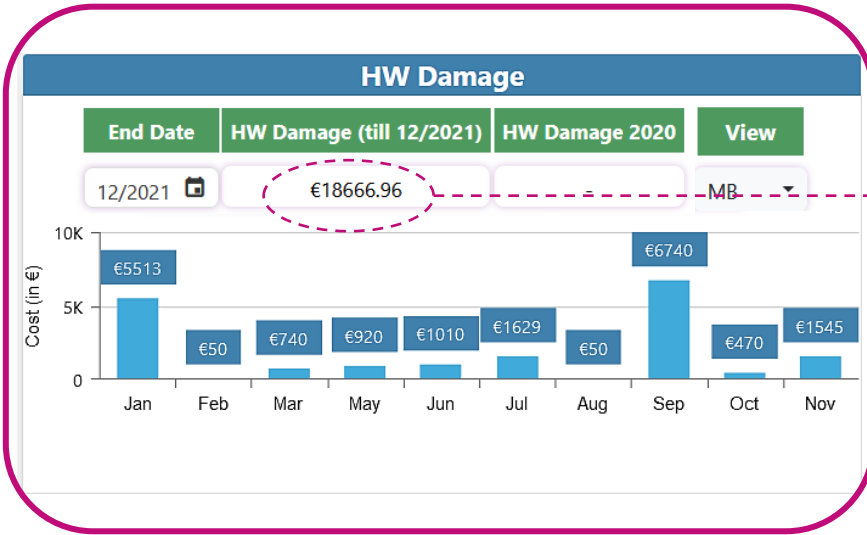 HW Damage
End Date HW Damage (till 12/2021) HW Damage 2020 View
12/2021 €18666.96 - MB
Cost (in €)
10K
5K
0
€5513 €50 €740 €920 €1010 €1629 €50 €6740 €470 €1545
Jan Feb Mar May Jun Jul Aug Sep Oct Nov